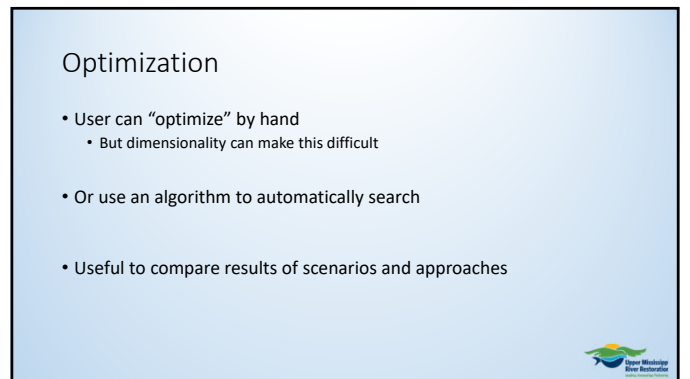 Optimization
• User can “optimize” by hand
• But dimensionality can make this difficult
• Or use an algorithm to automatically search
• Useful to compare results of scenarios and approaches
Upper Mississippi
River Restoration